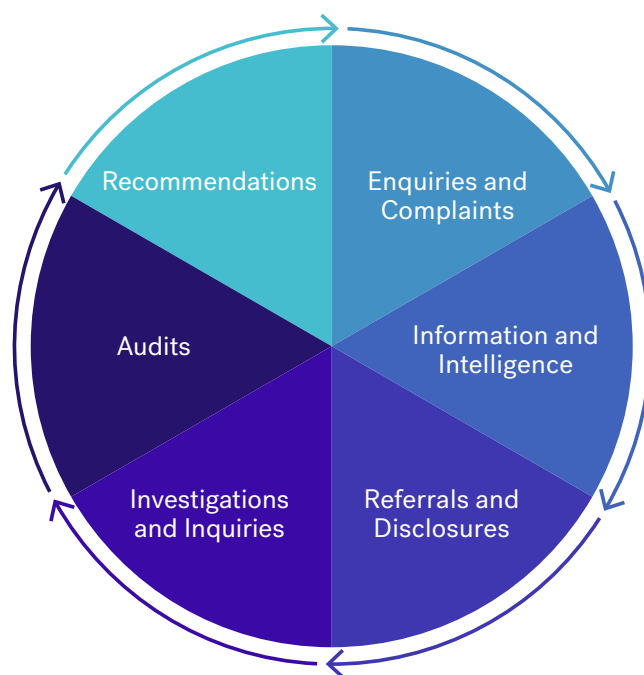 Recommendations
Enquiries and
Complaints
Information and
Intelligence
Referrals and
Disclosures
Investigations
and Inquiries
Audits